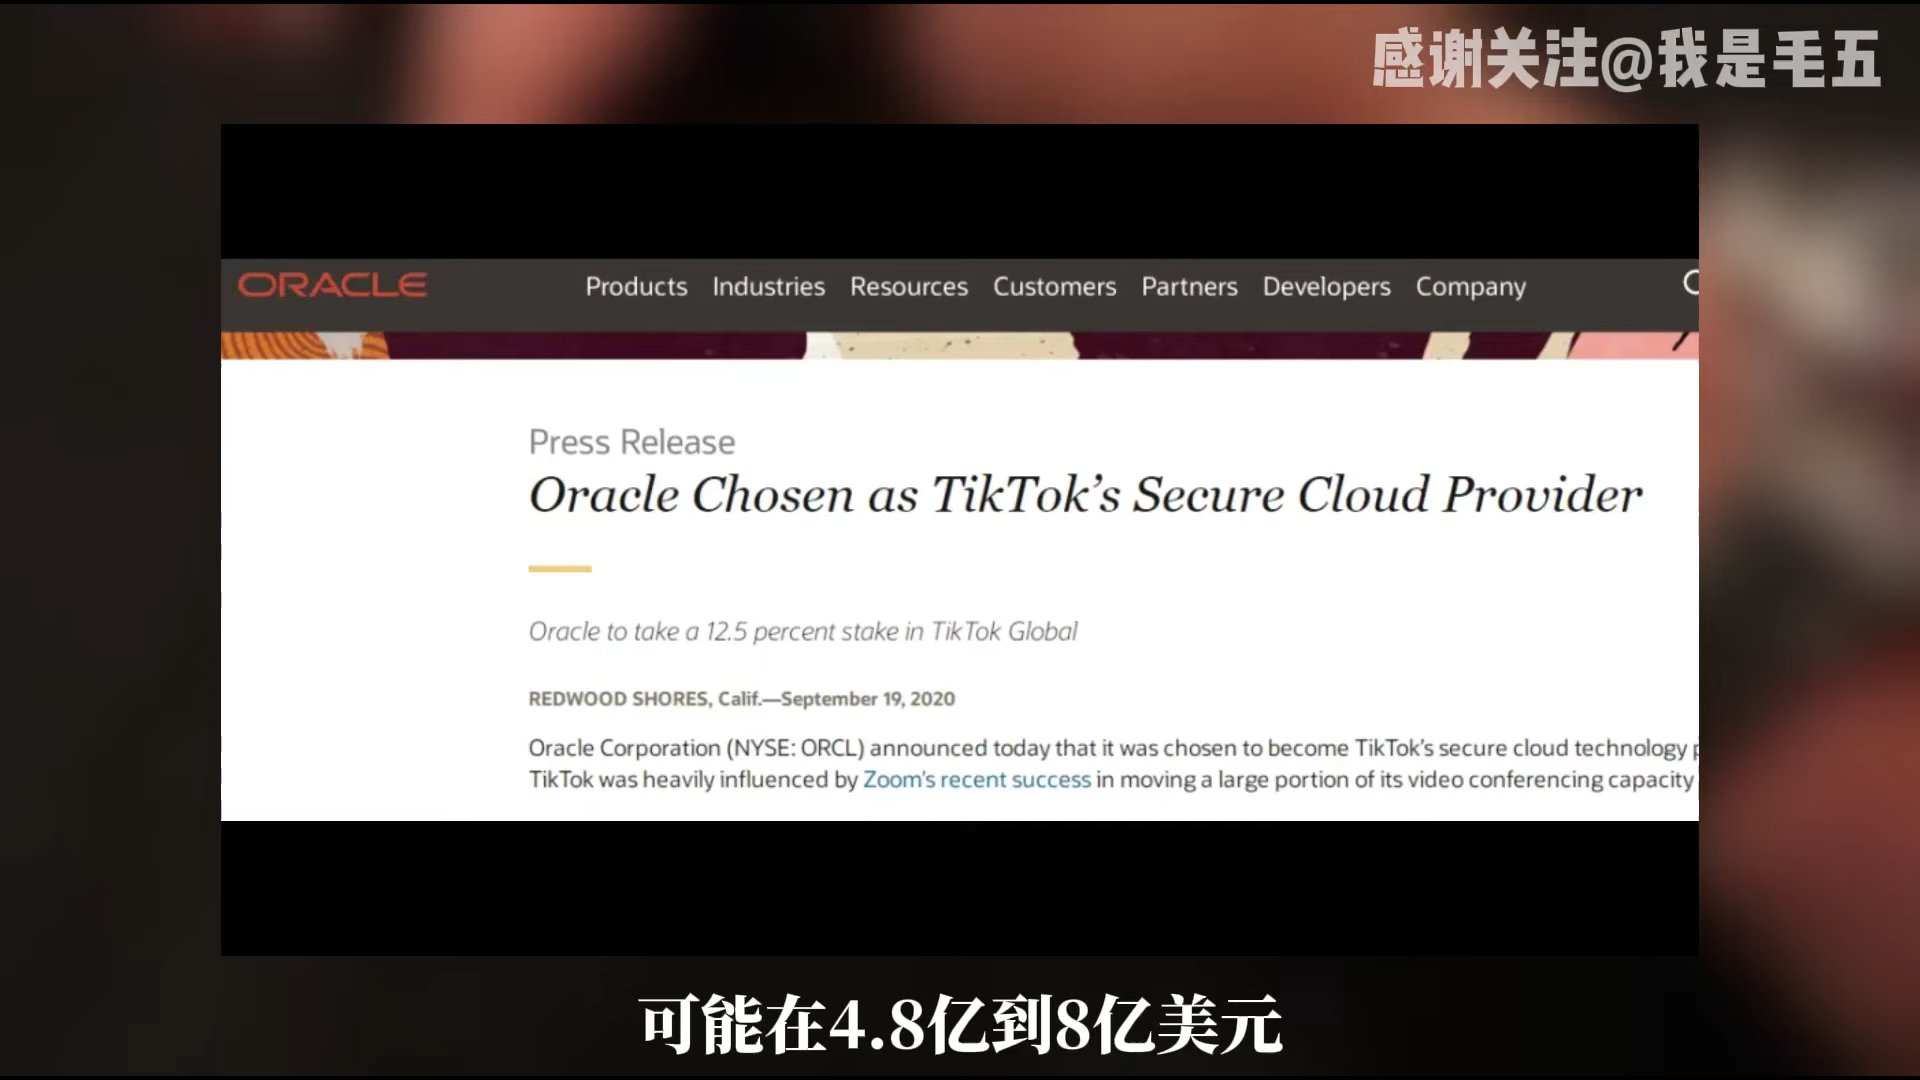 感谢关注@我是毛五
ORACLE
Products Industries Resources Customers Partners Developers Company
Press Release
Oracle Chosen as TikTok’s Secure Cloud Provider
Oracle to take a 12.5 percent stake in TikTok Global
REDWOOD SHORES, Calif.—September 19, 2020
Oracle Corporation (NYSE: ORCL) announced today that it was chosen to become TikTok’s secure cloud technology
TikTok was heavily influenced by Zoom’s recent success in moving a large portion of its video conferencing capacity
可能在4.8亿到8亿美元